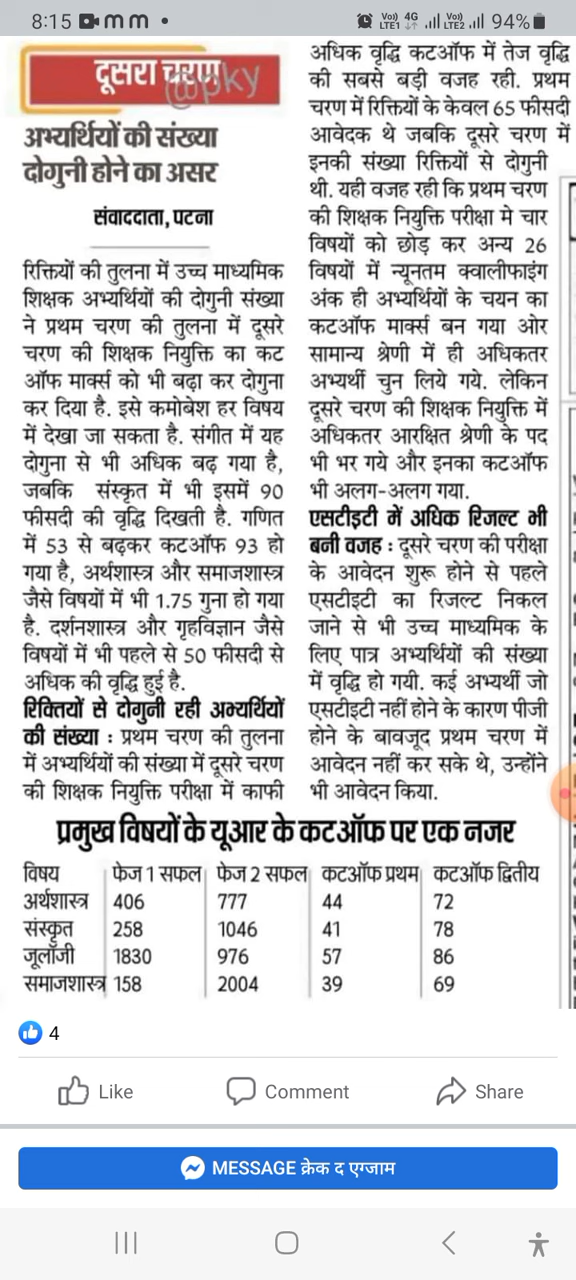 8:15
Vo)) 4G
LTE1
Vo))
LTE2
94%
दूसरा चरण
@pky
अभ्यर्थियों की संख्या
दोगुनी होने का असर
संवाददाता, पटना
रिक्तियों की तुलना में उच्च माध्यमिक
शिक्षक अभ्यर्थियों की दोगुनी संख्या
ने प्रथम चरण की तुलना में दूसरे
चरण की शिक्षक नियुक्ति का कट
ऑफ मार्क्स को भी बढ़ा कर दोगुना
कर दिया है. इसे कमोबेश हर विषय
में देखा जा सकता है. संगीत में यह
दोगुना से भी अधिक बढ़ गया है,
जबकि संस्कृत में भी इसमें 90
फीसदी की वृद्धि दिखती है. गणित
में 53 से बढ़कर कटऑफ 93 हो
गया है, अर्थशास्त्र और समाजशास्त्र
जैसे विषयों में भी 1.75 गुना हो गया
है. दर्शनशास्त्र और गृहविज्ञान जैसे
विषयों में भी पहले से 50 फीसदी से
अधिक की वृद्धि हुई है.
रिक्तियों से दोगुनी रही अभ्यर्थियों
की संख्या : प्रथम चरण की तुलना
में अभ्यर्थियों की संख्या में दूसरे चरण
की शिक्षक नियुक्ति परीक्षा में काफी
अधिक वृद्धि कटऑफ में तेज वृद्धि
की सबसे बड़ी वजह रही. प्रथम
चरण में रिक्तियों के केवल 65 फीसदी
आवेदक थे जबकि दूसरे चरण में
इनकी संख्या रिक्तियों से दोगुनी
थी. यही वजह रही कि प्रथम चरण
की शिक्षक नियुक्ति परीक्षा मे चार
विषयों को छोड़ कर अन्य 26
विषयों में न्यूनतम क्वालीफाइंग
अंक ही अभ्यर्थियों के चयन का
कटऑफ मार्क्स बन गया ओर
सामान्य श्रेणी में ही अधिकतर
अभ्यर्थी चुन लिये गये. लेकिन
दूसरे चरण की शिक्षक नियुक्ति में
अधिकतर आरक्षित श्रेणी के पद
भी भर गये और इनका कटऑफ
भी अलग-अलग गया.
एसटीइटी में अधिक रिजल्ट भी
बनी वजह : दूसरे चरण की परीक्षा
के आवेदन शुरू होने से पहले
एसटीइटी का रिजल्ट निकल
जाने से भी उच्च माध्यमिक के
लिए पात्र अभ्यर्थियों की संख्या
में वृद्धि हो गयी. कई अभ्यर्थी जो
एसटीइटी नहीं होने के कारण पीजी
होने के बावजूद प्रथम चरण में
आवेदन नहीं कर सके थे, उन्होंने
भी आवेदन किया.
प्रमुख विषयों के यूआर के कटऑफ पर एक नजर
विषय फेज 1 सफल फेज 2 सफल कटऑफ प्रथम कटऑफ द्वितीय
अर्थशास्त्र 406 777 44 72
संस्कृत 258 1046 41 78
जूलॉजी 1830 976 57 86
समाजशास्त्र 158 2004 39 69
4
Like Comment Share
MESSAGE क्रेक द एग्जाम